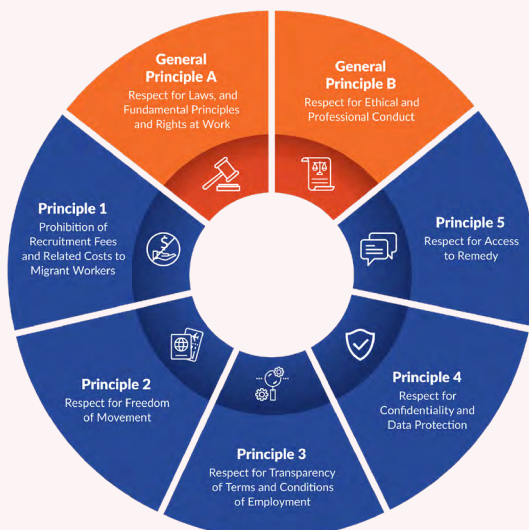 General
Principle A
Respect for Laws, and
Fundamental Principles
and Rights at Work
General
Principle B
Respect for Ethical and
Professional Conduct
Principle 1
Prohibition of
Recruitment Fees
and Related Costs to
Migrant Workers
Principle 5
Respect for Access
to Remedy
Principle 2
Respect for Freedom
of Movement
Principle 4
Respect for
Confidentiality and
Data Protection
Principle 3
Respect for Transparency
of Terms and Conditions
of Employment